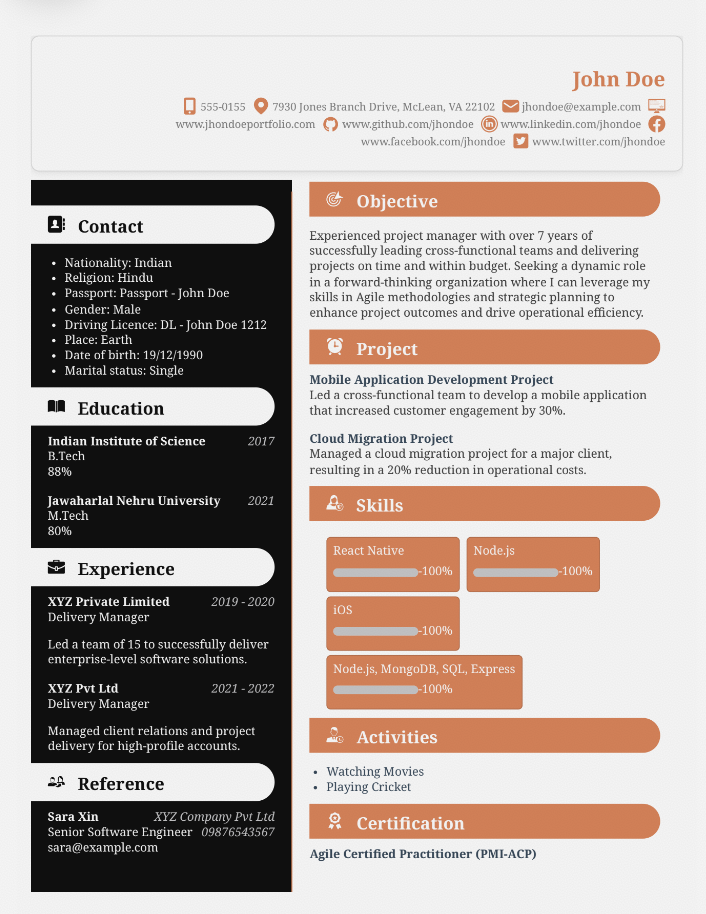 John Doe
555-0155 7930 Jones Branch Drive, McLean, VA 22102 jhondoe@example.com
www.jhondoeportfolio.com www.github.com/jhondoe www.linkedin.com/jhondoe
www.facebook.com/jhondoe www.twitter.com/jhondoe
Contact
• Nationality: Indian
• Religion: Hindu
• Passport: Passport - John Doe
• Gender: Male
• Driving Licence: DL - John Doe 1212
• Place: Earth
• Date of birth: 19/12/1990
• Marital status: Single
Education
Indian Institute of Science 2017
B.Tech
88%
Jawaharlal Nehru University 2021
M.Tech
80%
Experience
XYZ Private Limited 2019 - 2020
Delivery Manager
Led a team of 15 to successfully deliver
enterprise-level software solutions.
XYZ Pvt Ltd 2021 - 2022
Delivery Manager
Managed client relations and project
delivery for high-profile accounts.
Reference
Sara Xin XYZ Company Pvt Ltd
Senior Software Engineer 09876543567
sara@example.com
Objective
Experienced project manager with over 7 years of
successfully leading cross-functional teams and delivering
projects on time and within budget. Seeking a dynamic role
in a forward-thinking organization where I can leverage my
skills in Agile methodologies and strategic planning to
enhance project outcomes and drive operational efficiency.
Project
Mobile Application Development Project
Led a cross-functional team to develop a mobile application
that increased customer engagement by 30%.
Cloud Migration Project
Managed a cloud migration project for a major client,
resulting in a 20% reduction in operational costs.
Skills
React Native
-100%
Node.js
-100%
iOS
-100%
Node.js, MongoDB, SQL, Express
-100%
Activities
• Watching Movies
• Playing Cricket
Certification
Agile Certified Practitioner (PMI-ACP)